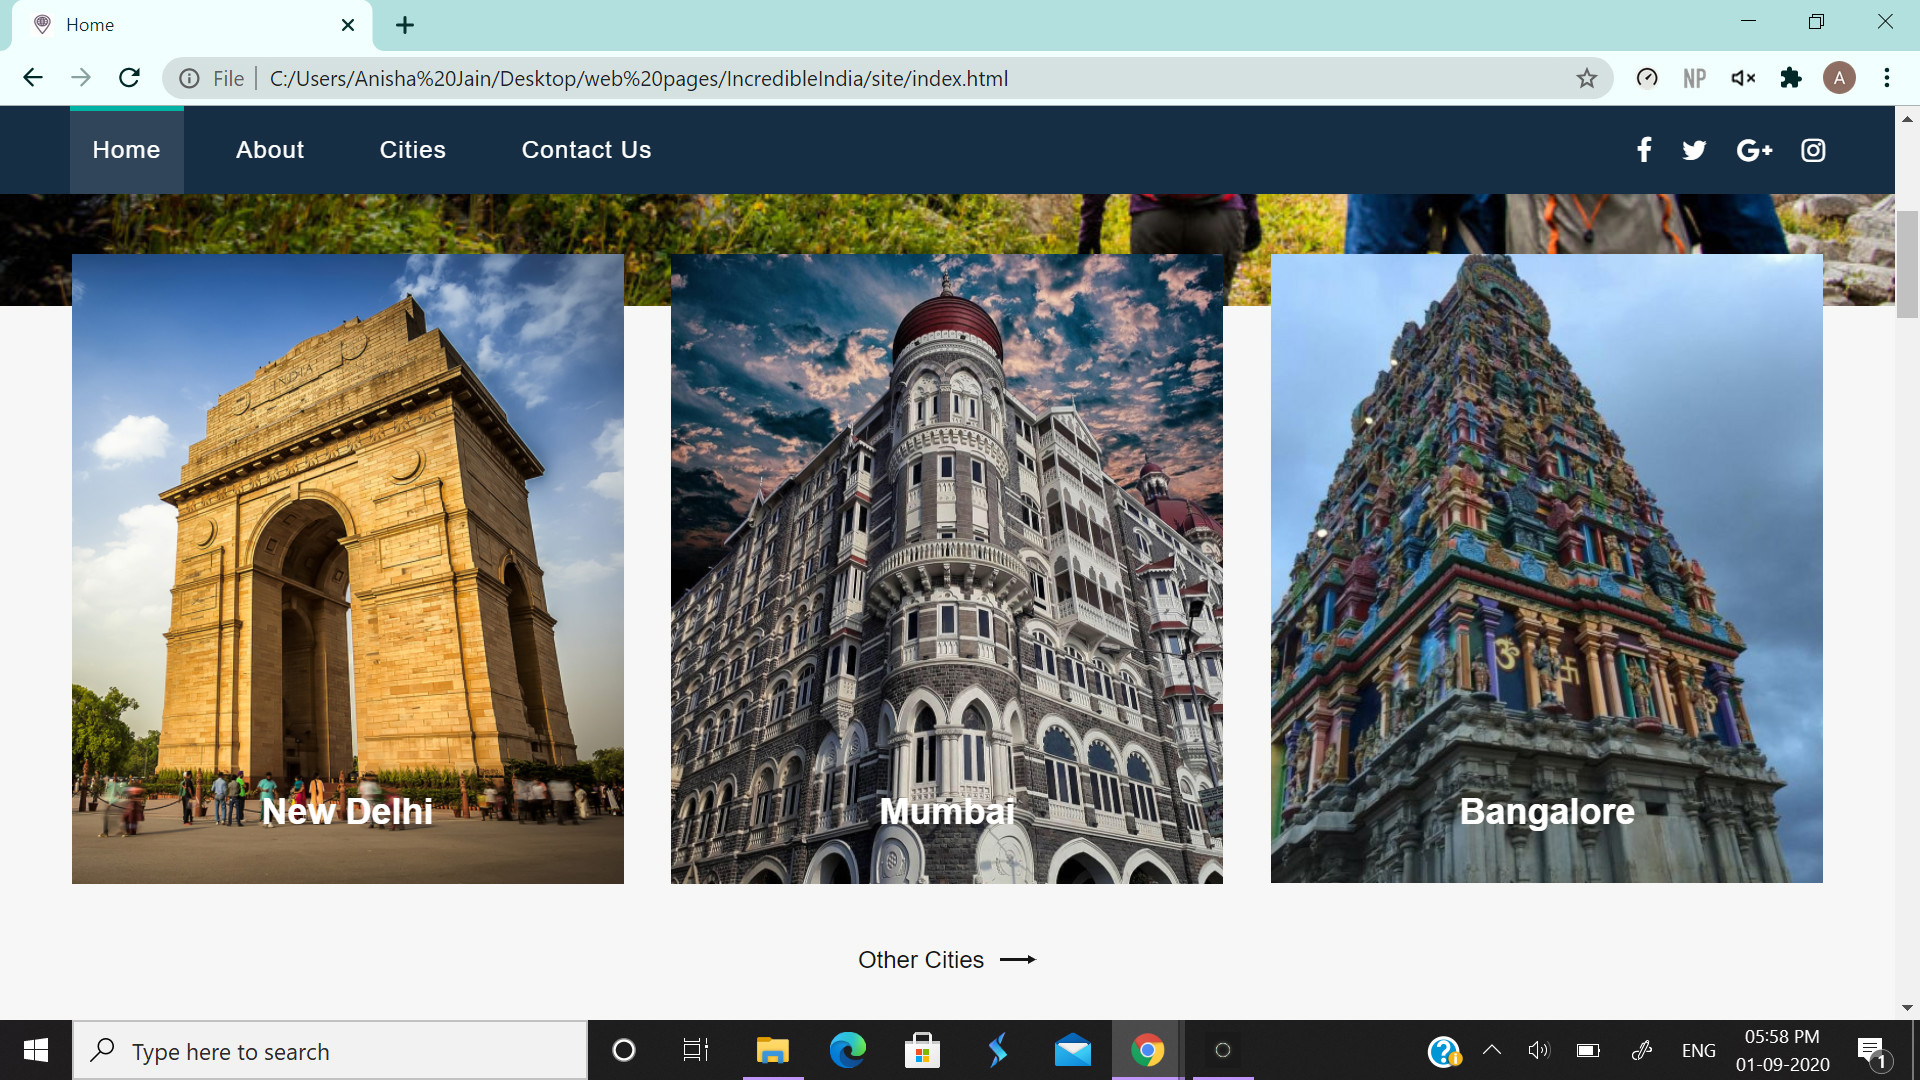 Home
File
C:/Users/Anisha%20Jain/Desktop/web%20pages/IncredibleIndia/site/index.html
NP
A
Home
About
Cities
Contact Us
G+
INDIA
ॐ
New Delhi
Mumbai
Bangalore
Other Cities
Type here to search
ENG
05:58 PM
01-09-2020
1